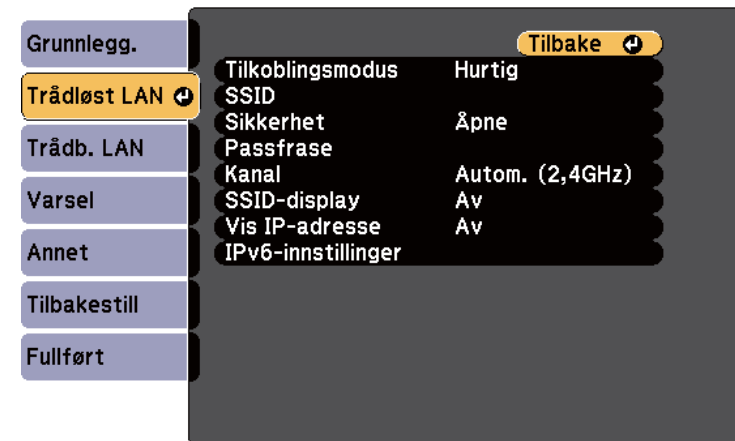 Grunnlegg.
Trådløst LAN
Trådb. LAN
Varsel
Annet
Tilbakestill
Fullført
Tilbake
Tilkoblingsmodus Hurtig
SSID
Sikkerhet Åpne
Passfrase
Kanal Autom. (2,4GHz)
SSID-display Av
Vis IP-adresse Av
IPv6-innstillinger